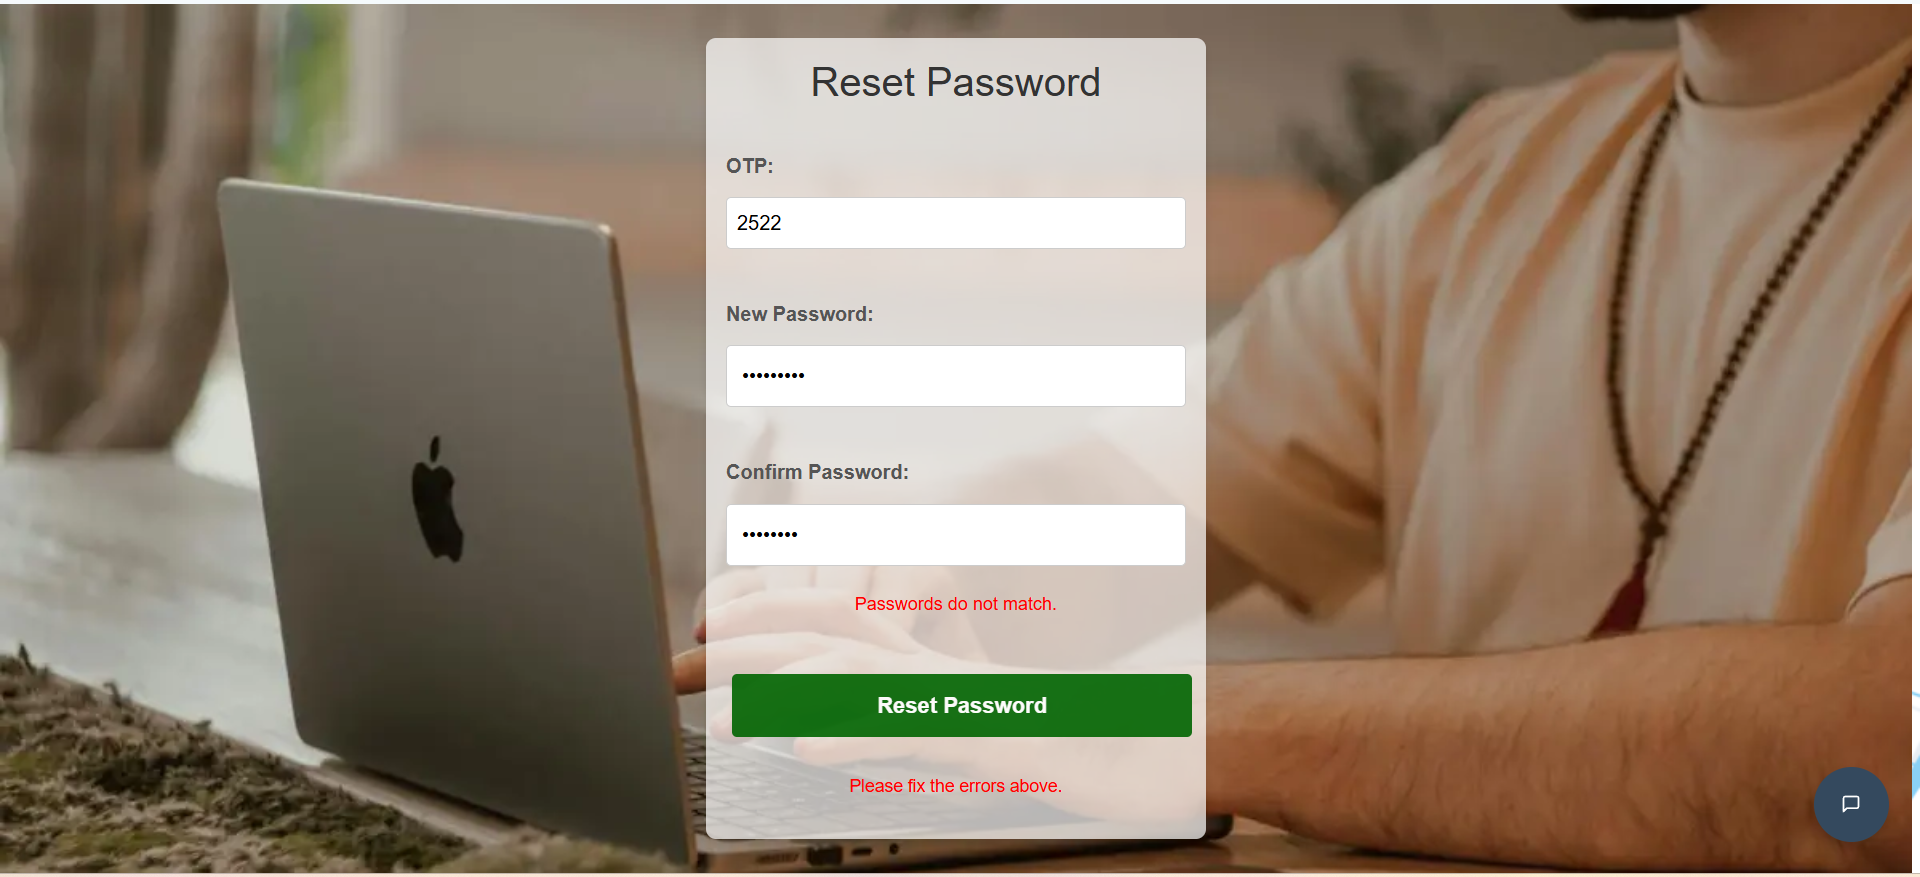 Reset Password
OTP:
2522
New Password:
•••••••••
Confirm Password:
••••••••
Passwords do not match.
Reset Password
Please fix the errors above.